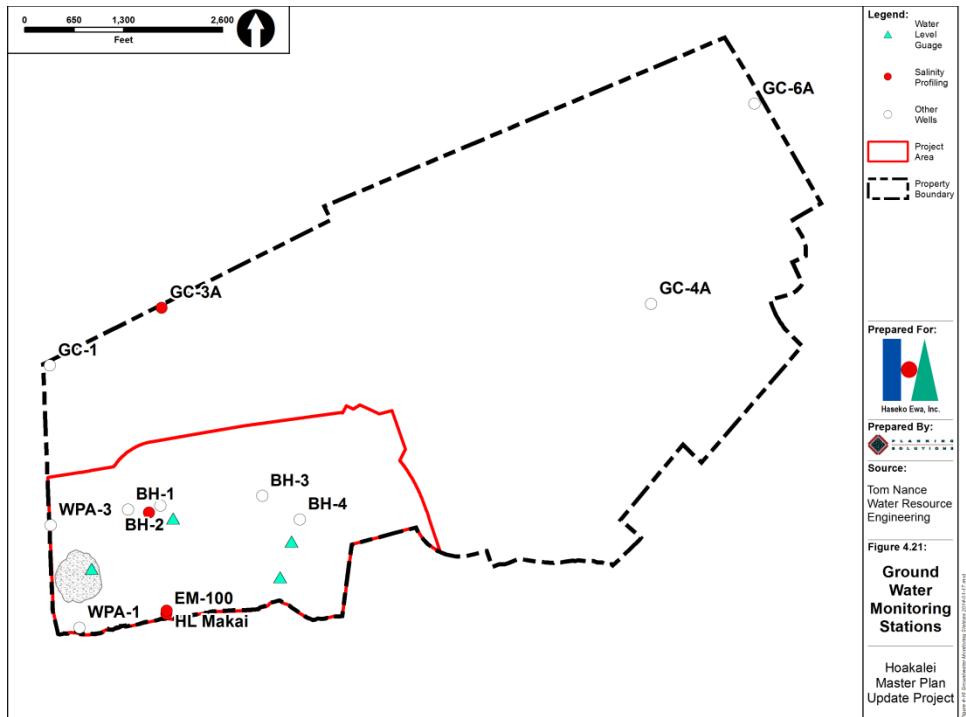 0 650 1,300 2,600
Feet
GC-6A
GC-3A
GC-4A
GC-1
BH-3
BH-1
BH-4
WPA-3
BH-2
EM-100
WPA-1
HL Makai
Legend:
Water
Level
Guage
Salinity
Profiling
Other
Wells
Project
Area
Property
Boundary
Prepared For:
Haseko Ewa, Inc.
Prepared By:
PLANNING
SOLUTIONS
Source:
Tom Nance
Water Resource
Engineering
Figure 4.21:
Ground
Water
Monitoring
Stations
Hoakalei
Master Plan
Update Project